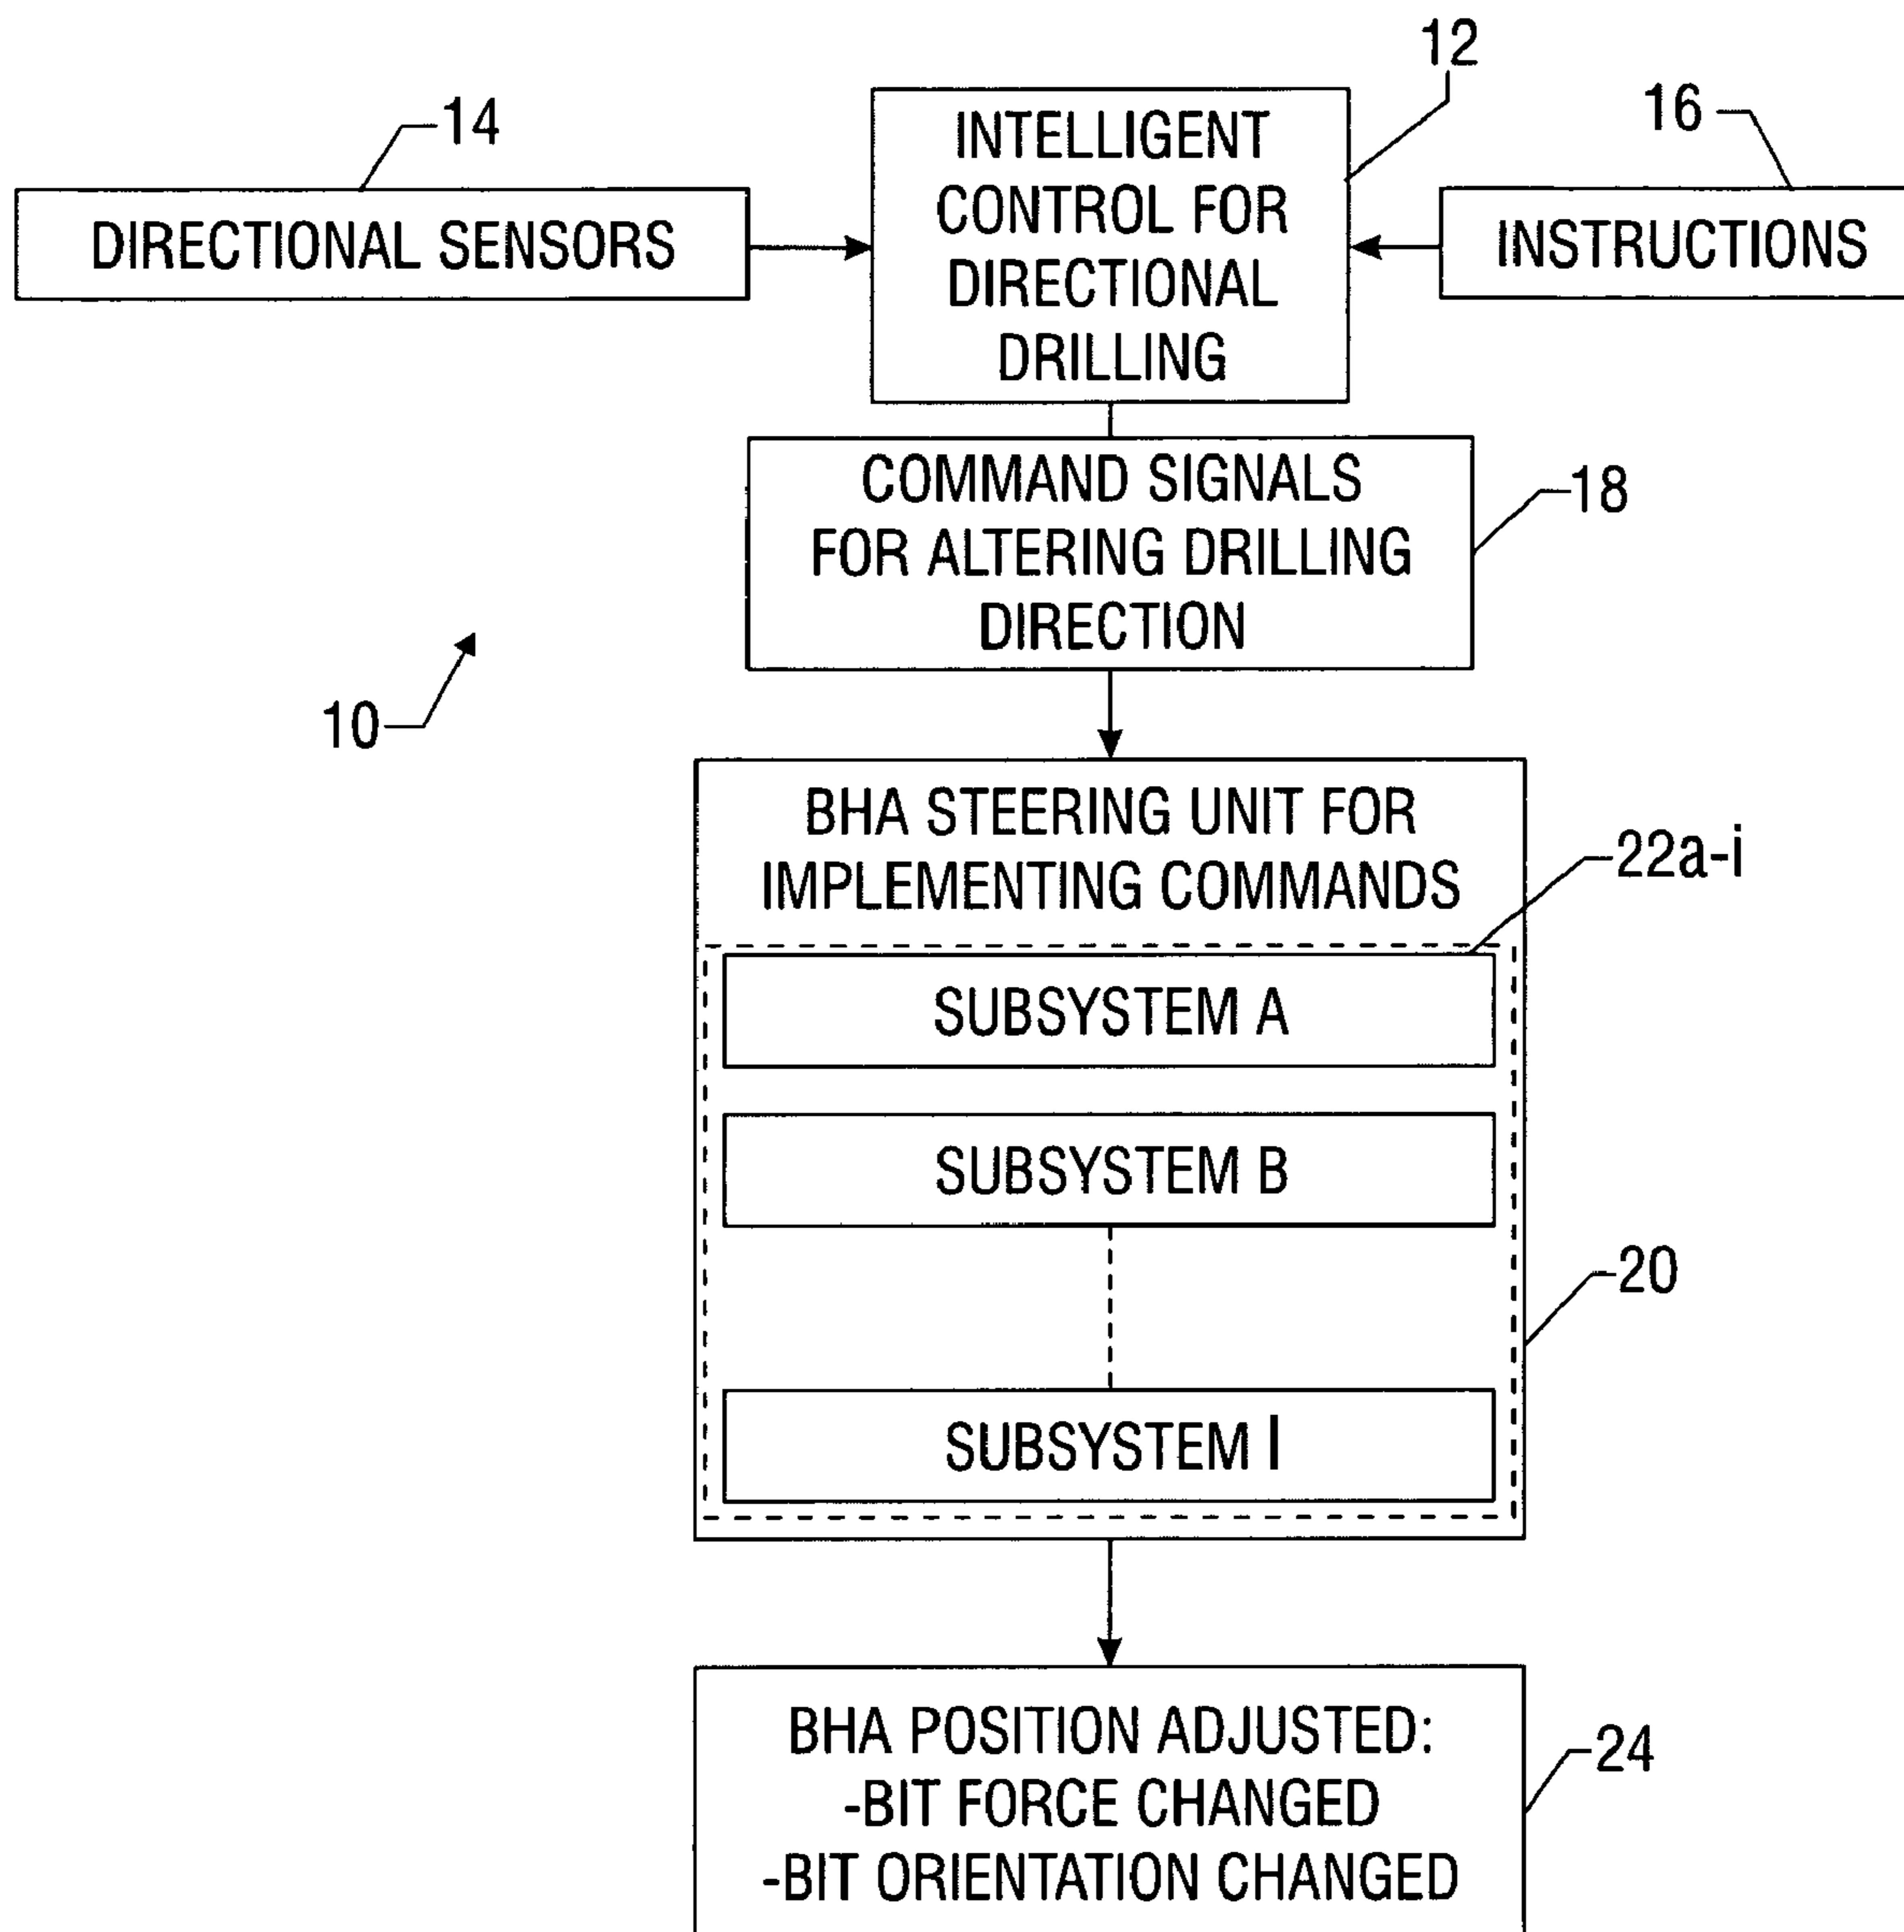 12
14
16
INTELLIGENT
CONTROL FOR
DIRECTIONAL
DRILLING
DIRECTIONAL SENSORS
INSTRUCTIONS
COMMAND SIGNALS
FOR ALTERING DRILLING
DIRECTION
18
10
BHA STEERING UNIT FOR
IMPLEMENTING COMMANDS
22a-i
SUBSYSTEM A
SUBSYSTEM B
20
SUBSYSTEM I
BHA POSITION ADJUSTED:
-BIT FORCE CHANGED
-BIT ORIENTATION CHANGED
24